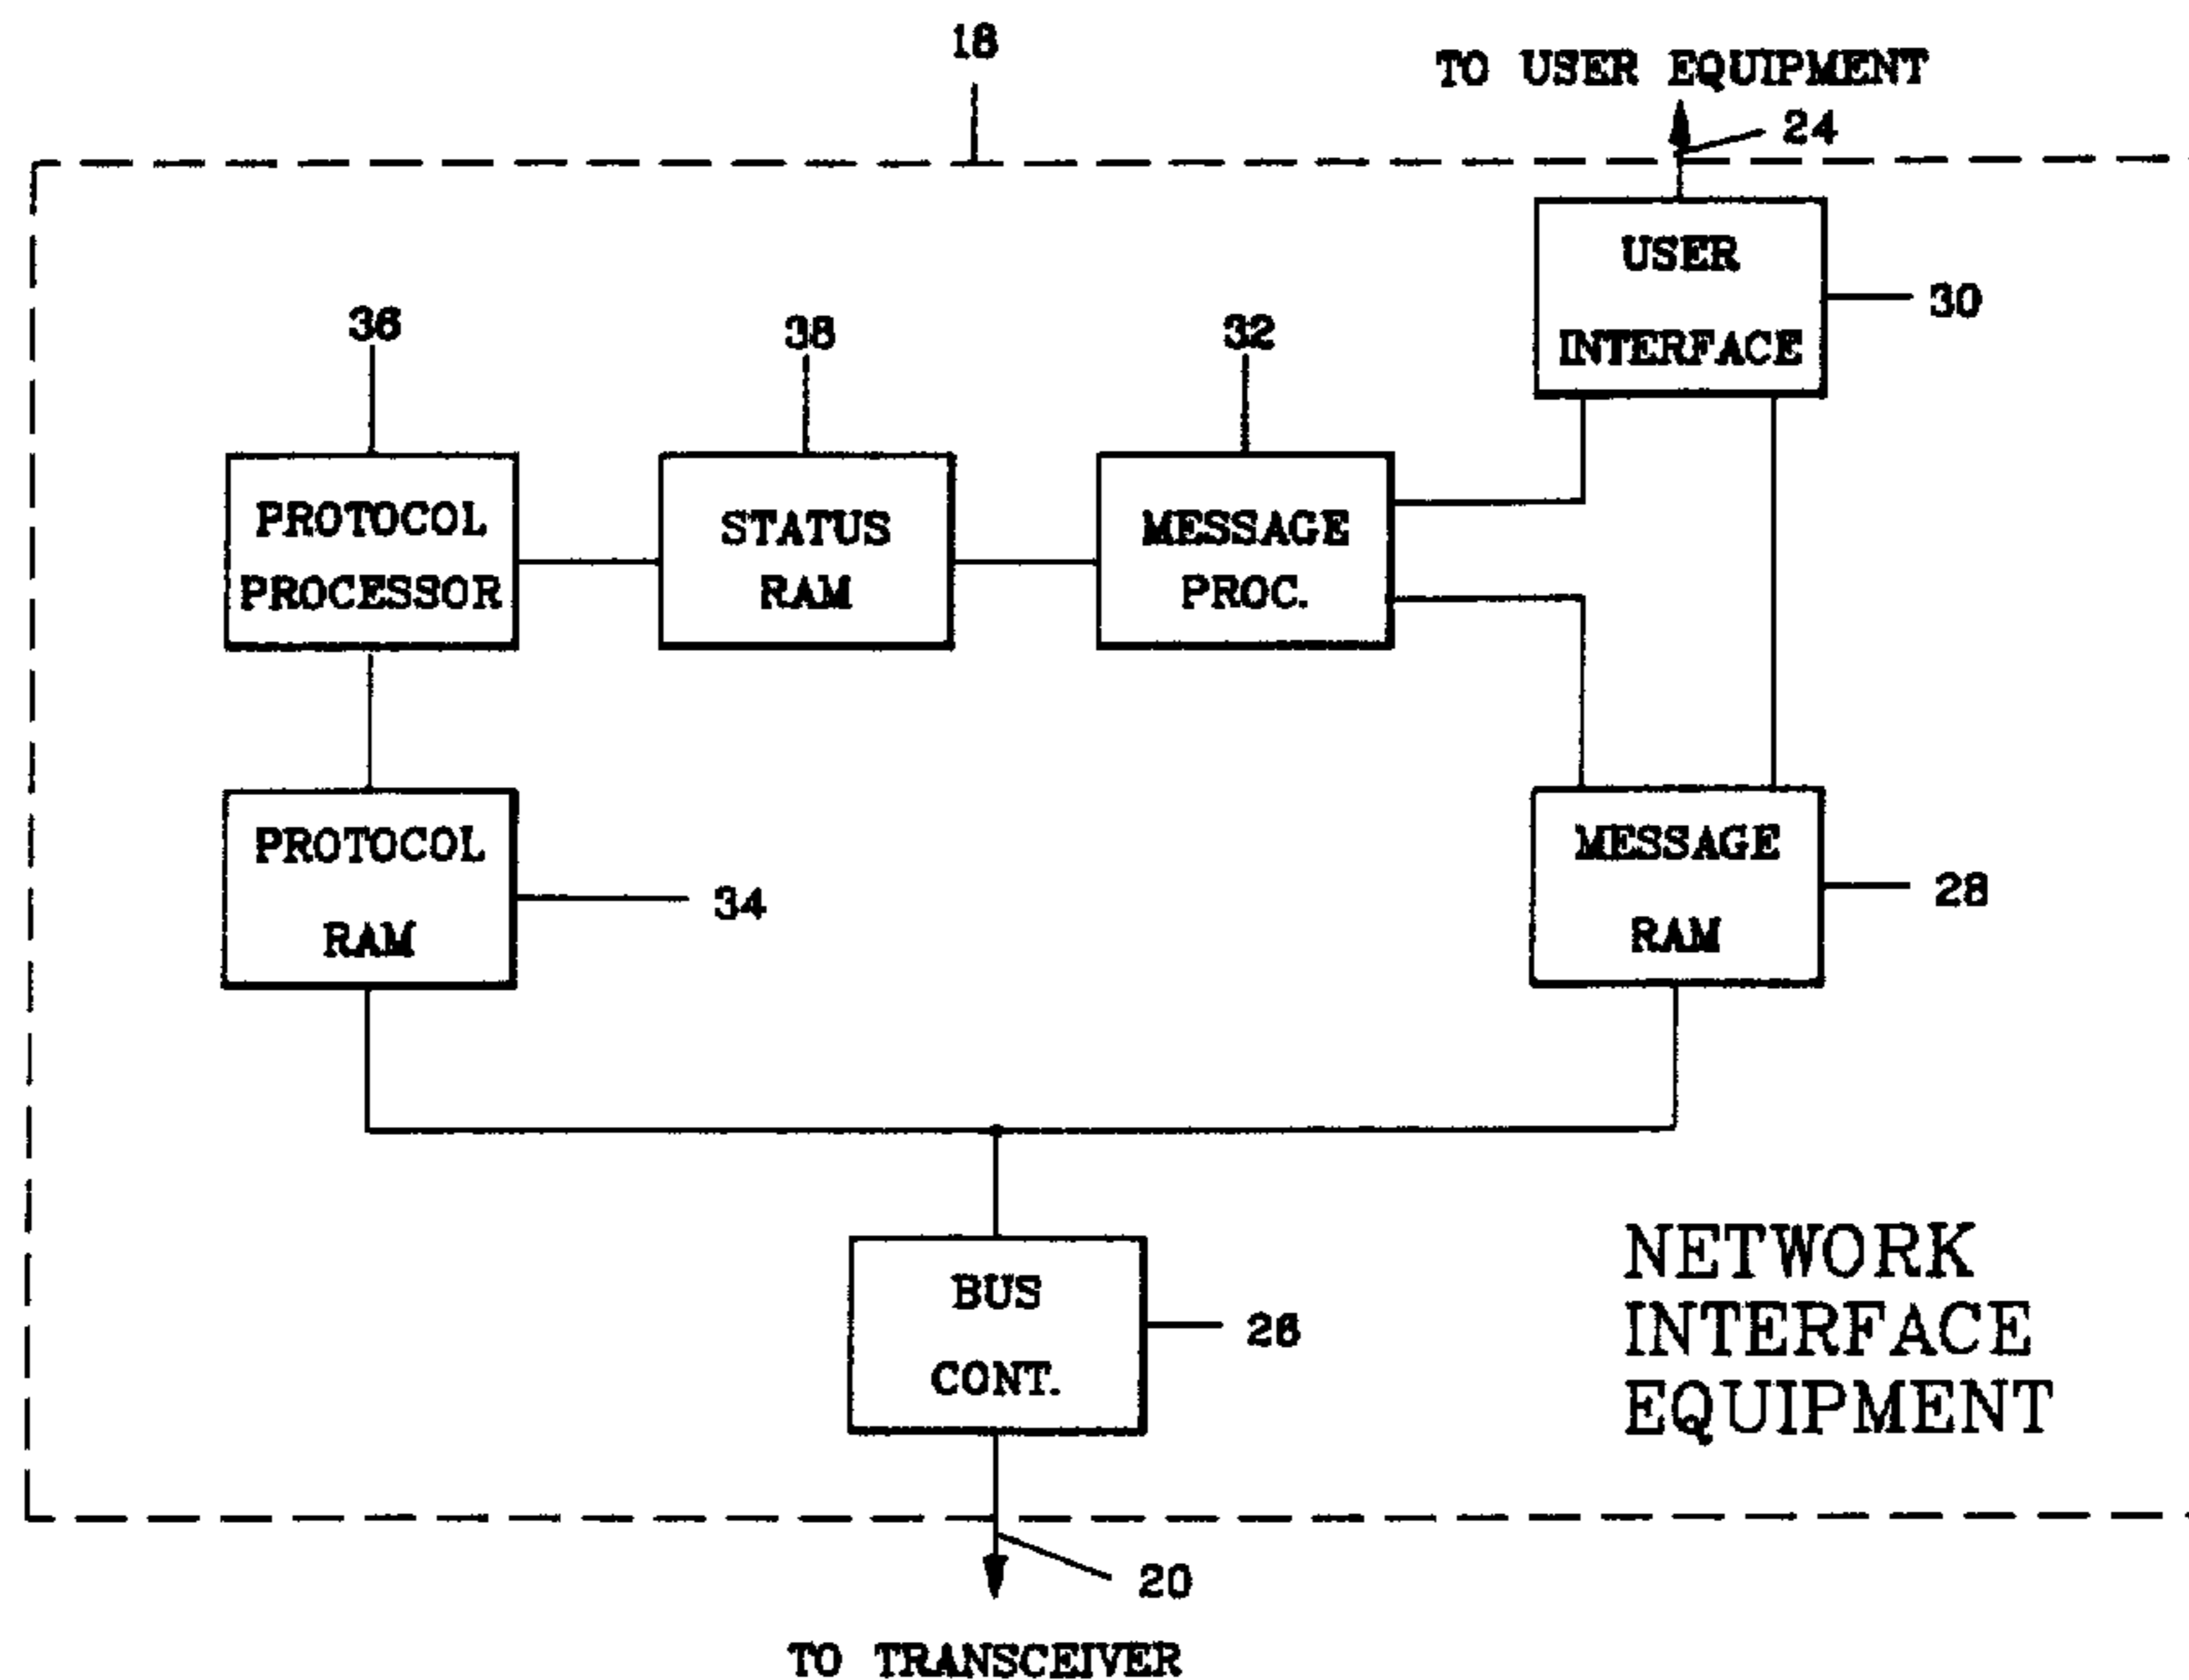 18
TO USER EQUIPMENT
24
USER
INTERFACE
30
36
38
32
PROTOCOL
PROCESSOR
STATUS
RAM
MESSAGE
PROC.
PROTOCOL
RAM
34
MESSAGE
RAM
28
BUS
CONT.
26
NETWORK
INTERFACE
EQUIPMENT
20
TO TRANSCEIVER